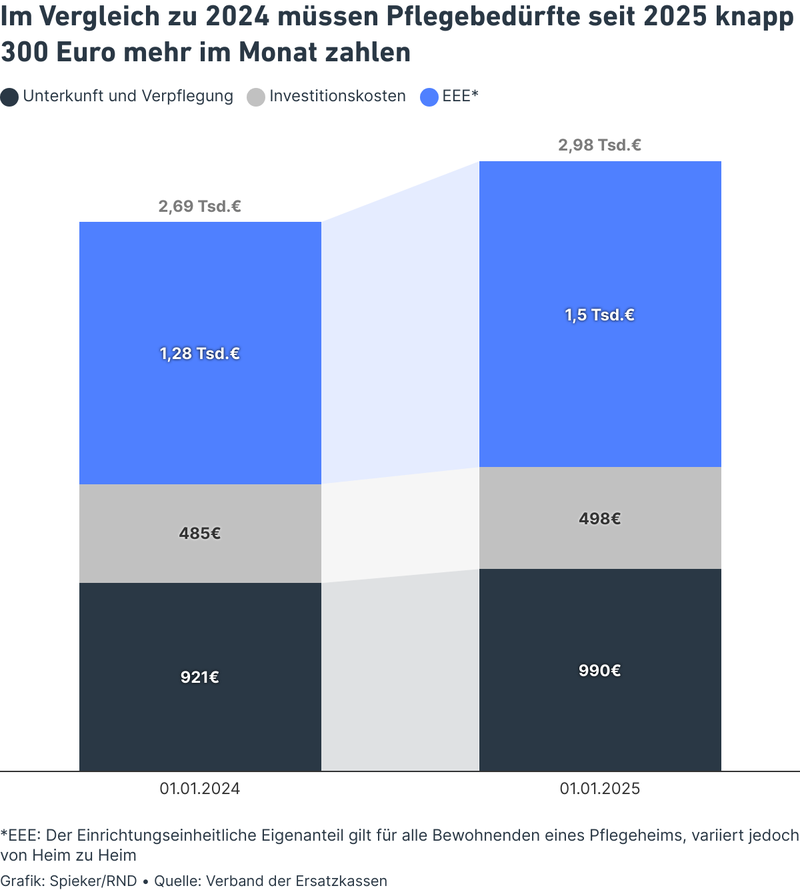 Im Vergleich zu 2024 müssen Pflegebedürfte seit 2025 knapp
300 Euro mehr im Monat zahlen
Unterkunft und Verpflegung Investitionskosten EEE*
2,98 Tsd.€
2,69 Tsd.€
1,5 Tsd.€
1,28 Tsd.€
498€
485€
990€
921€
01.01.2024 01.01.2025
*EEE: Der Einrichtungseinheitliche Eigenanteil gilt für alle Bewohnenden eines Pflegeheims, variiert jedoch
von Heim zu Heim
Grafik: Spieker/RND • Quelle: Verband der Ersatzkassen